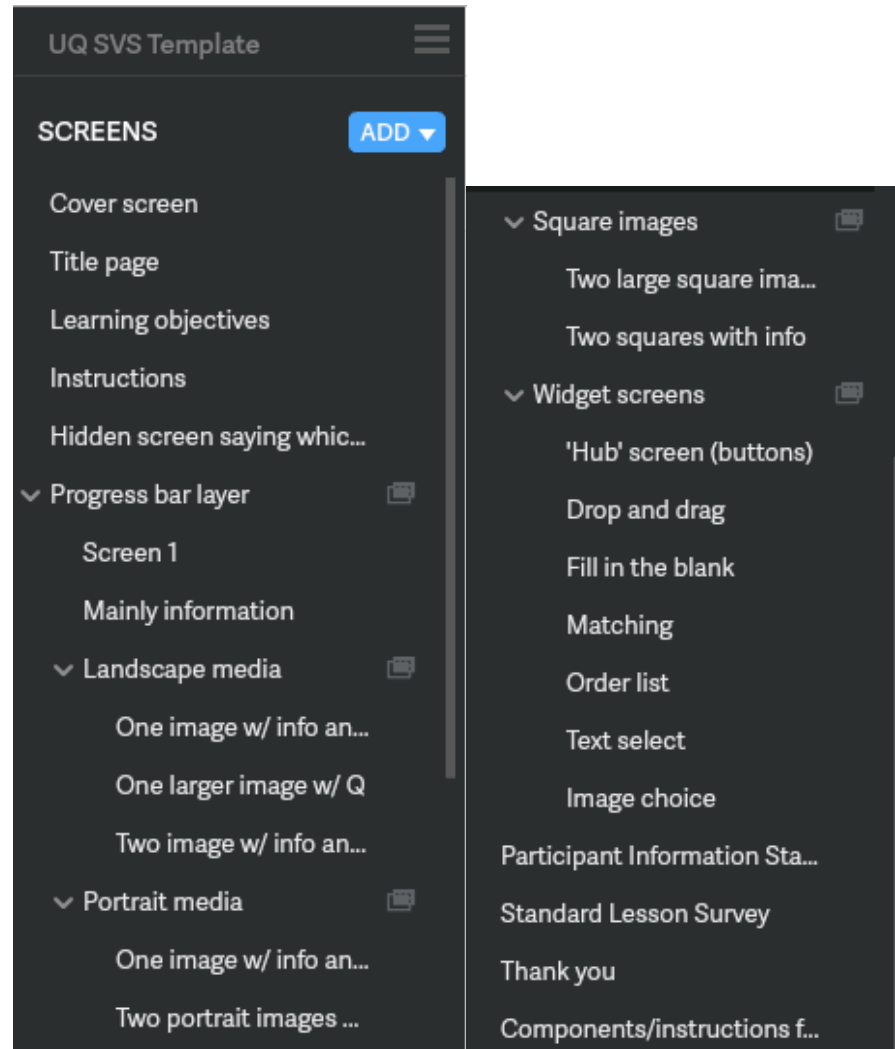 UQ SVS Template
SCREENS
ADD
Cover screen
Title page
Learning objectives
Instructions
Hidden screen saying whic...
Progress bar layer
Screen 1
Mainly information
Landscape media
One image w/ info an...
One larger image w/ Q
Two image w/ info an...
Portrait media
One image w/ info an...
Two portrait images ...
Square images
Two large square ima...
Two squares with info
Widget screens
'Hub' screen (buttons)
Drop and drag
Fill in the blank
Matching
Order list
Text select
Image choice
Participant Information Sta...
Standard Lesson Survey
Thank you
Components/instructions f...